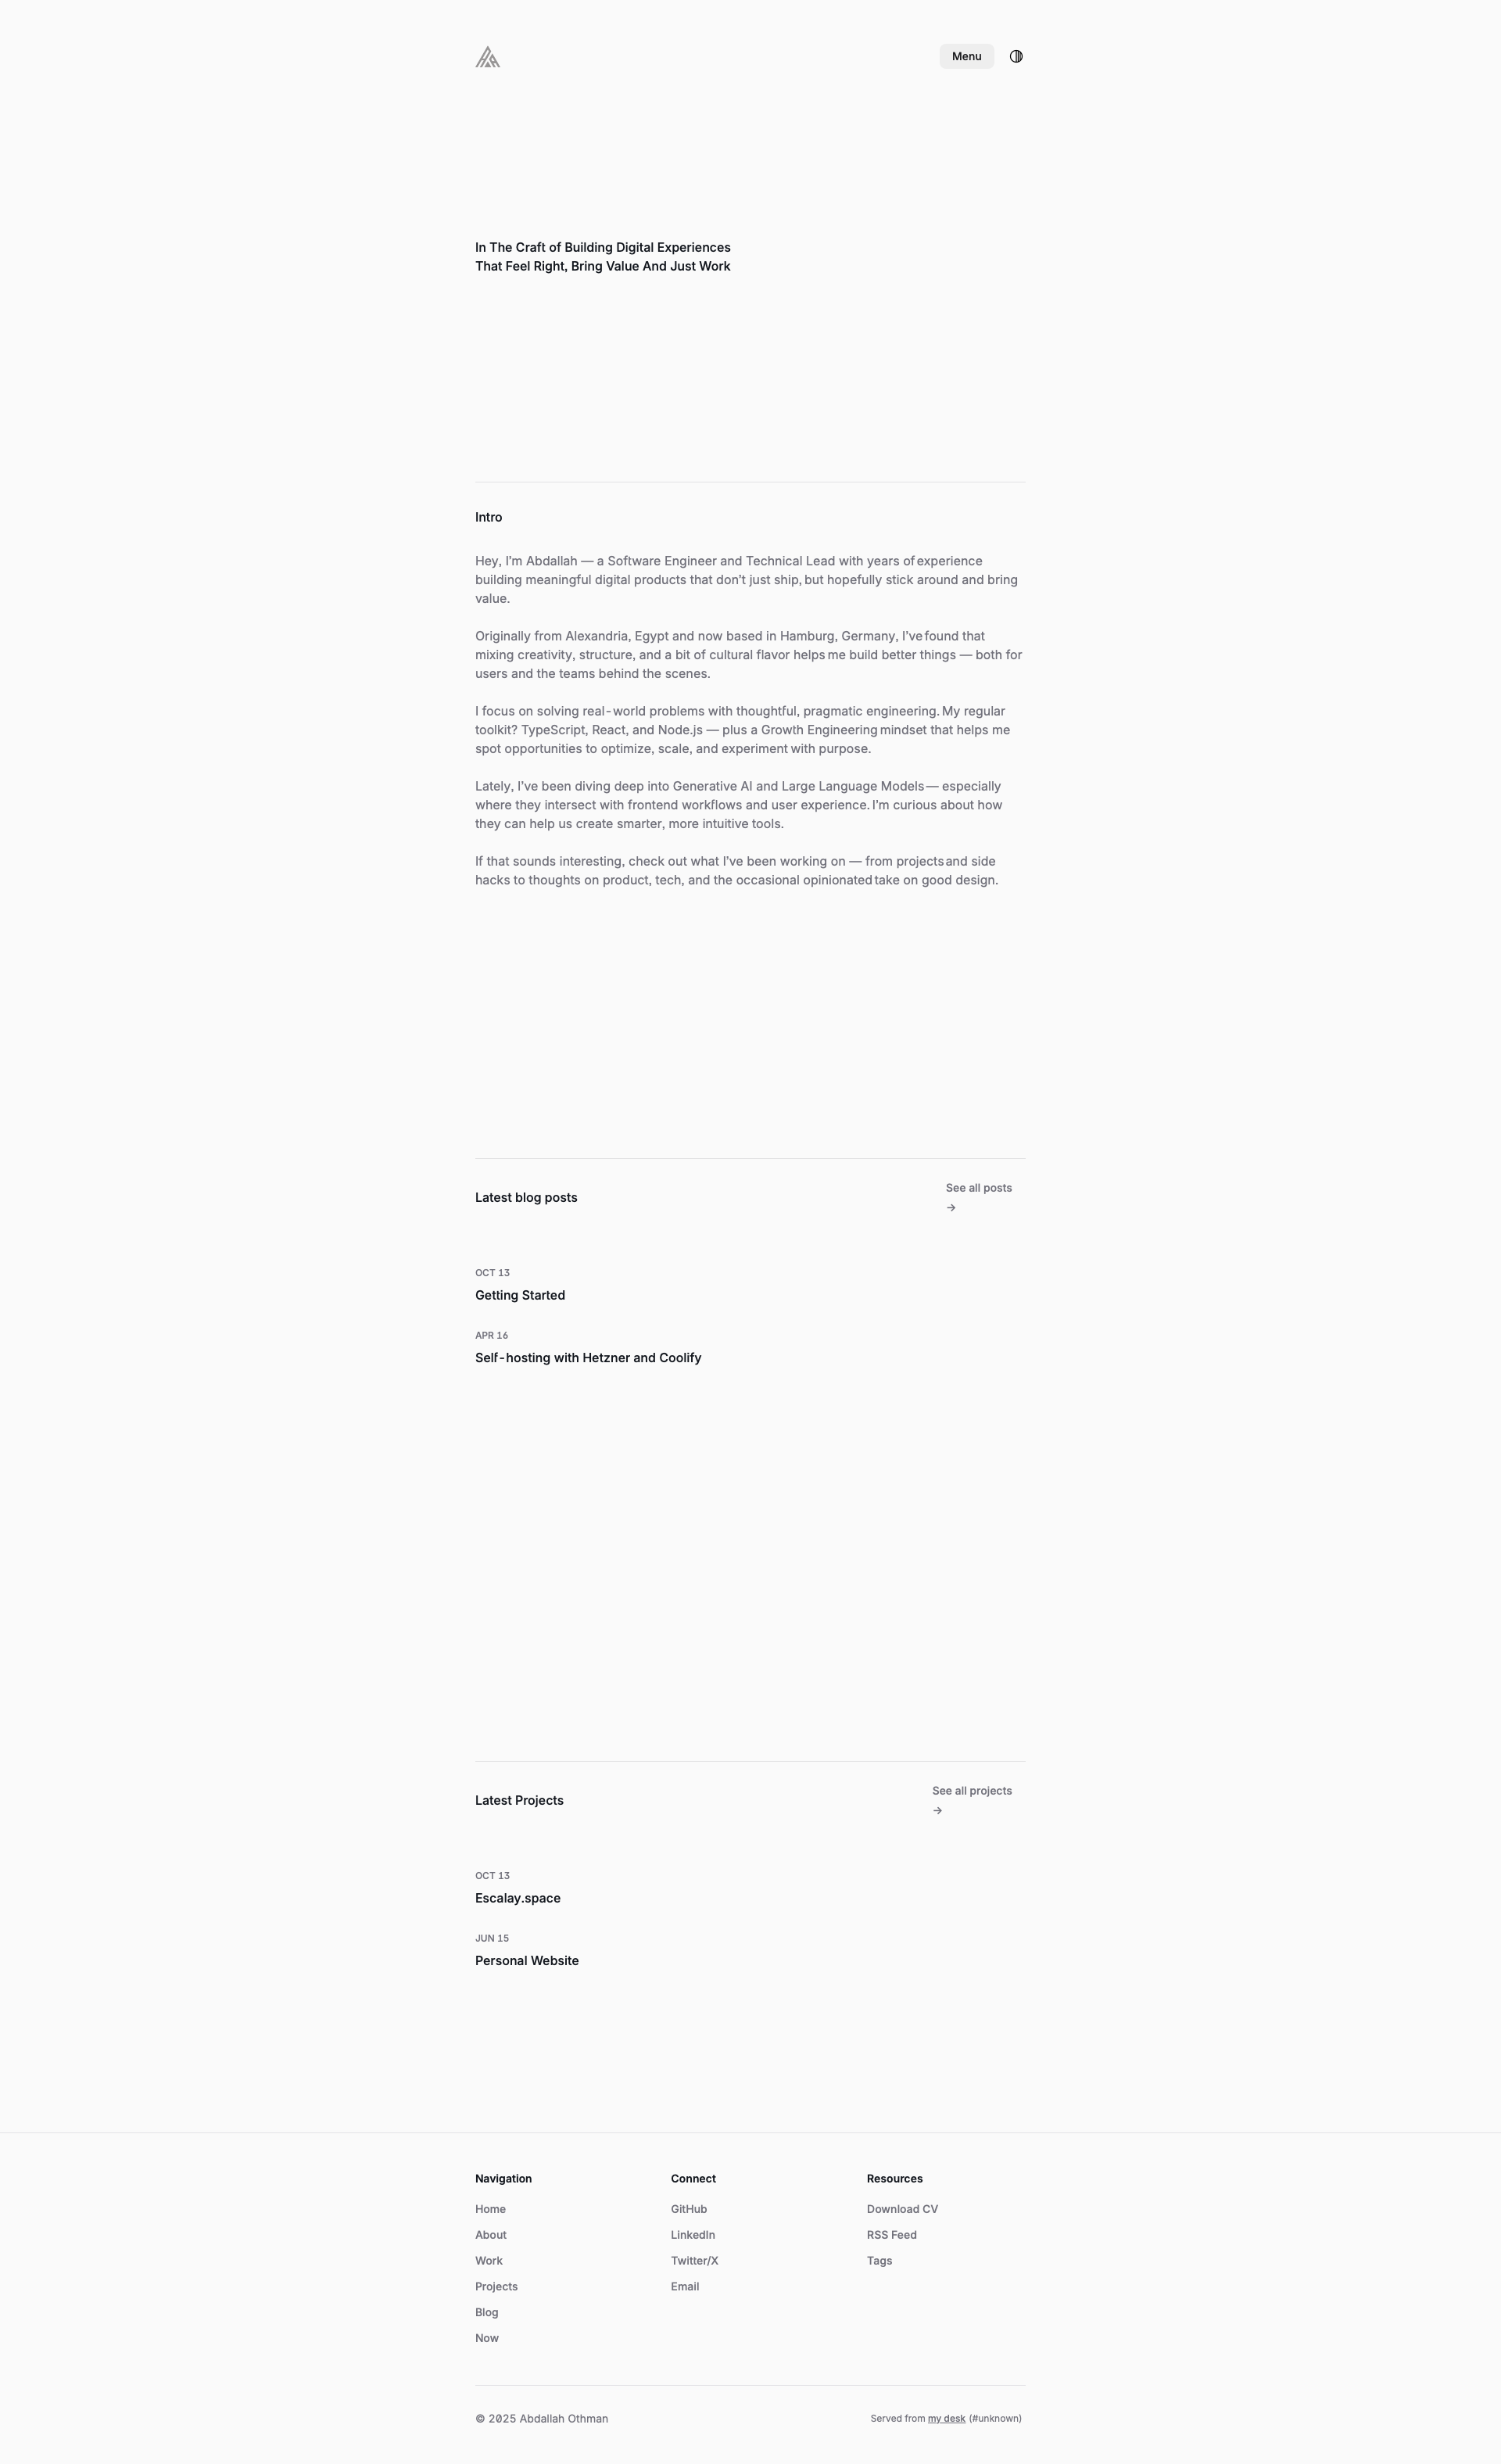 Menu
In The Craft of Building Digital Experiences
That Feel Right, Bring Value And Just Work
Intro
Hey, I'm Abdallah — a Software Engineer and Technical Lead with years of experience
building meaningful digital products that don't just ship, but hopefully stick around and bring
value.
Originally from Alexandria, Egypt and now based in Hamburg, Germany, I've found that
mixing creativity, structure, and a bit of cultural flavor helps me build better things — both for
users and the teams behind the scenes.
I focus on solving real-world problems with thoughtful, pragmatic engineering. My regular
toolkit? TypeScript, React, and Node.js — plus a Growth Engineering mindset that helps me
spot opportunities to optimize, scale, and experiment with purpose.
Lately, I've been diving deep into Generative AI and Large Language Models — especially
where they intersect with frontend workflows and user experience. I'm curious about how
they can help us create smarter, more intuitive tools.
If that sounds interesting, check out what I've been working on — from projects and side
hacks to thoughts on product, tech, and the occasional opinionated take on good design.
Latest blog posts
See all posts
→
OCT 13
Getting Started
APR 16
Self-hosting with Hetzner and Coolify
Latest Projects
See all projects
→
OCT 13
Escalay.space
JUN 15
Personal Website
Navigation
Home
About
Work
Projects
Blog
Now
Connect
GitHub
LinkedIn
Twitter/X
Email
Resources
Download CV
RSS Feed
Tags
© 2025 Abdallah Othman
Served from my desk (#unknown)